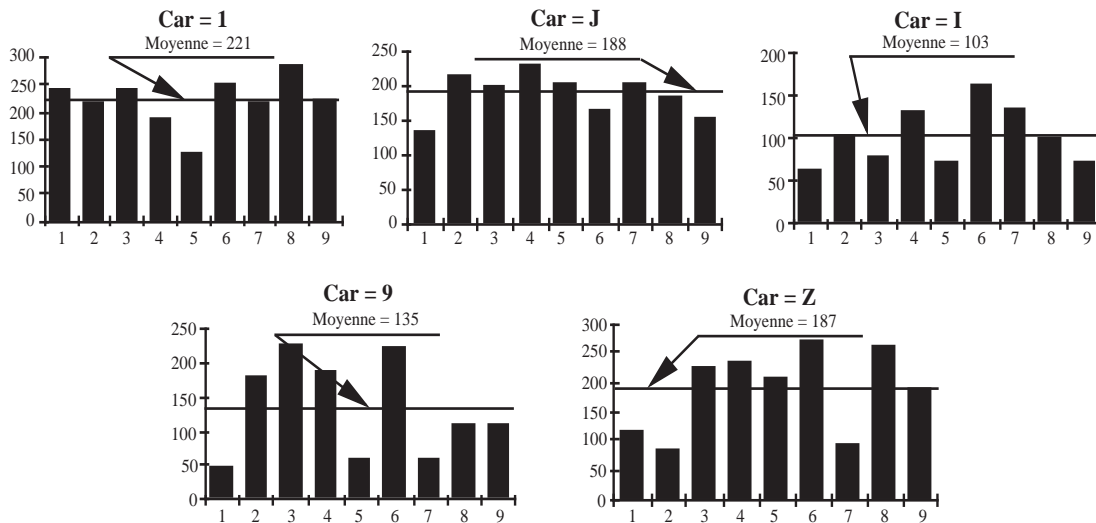 Car = 1
Moyenne = 221
300
250
200
150
100
50
0
1 2 3 4 5 6 7 8 9
Car = J
Moyenne = 188
250
200
150
100
50
0
1 2 3 4 5 6 7 8 9
Car = I
Moyenne = 103
200
150
100
50
0
1 2 3 4 5 6 7 8 9
Car = 9
Moyenne = 135
250
200
150
100
50
0
1 2 3 4 5 6 7 8 9
Car = Z
Moyenne = 187
300
250
200
150
100
50
0
1 2 3 4 5 6 7 8 9